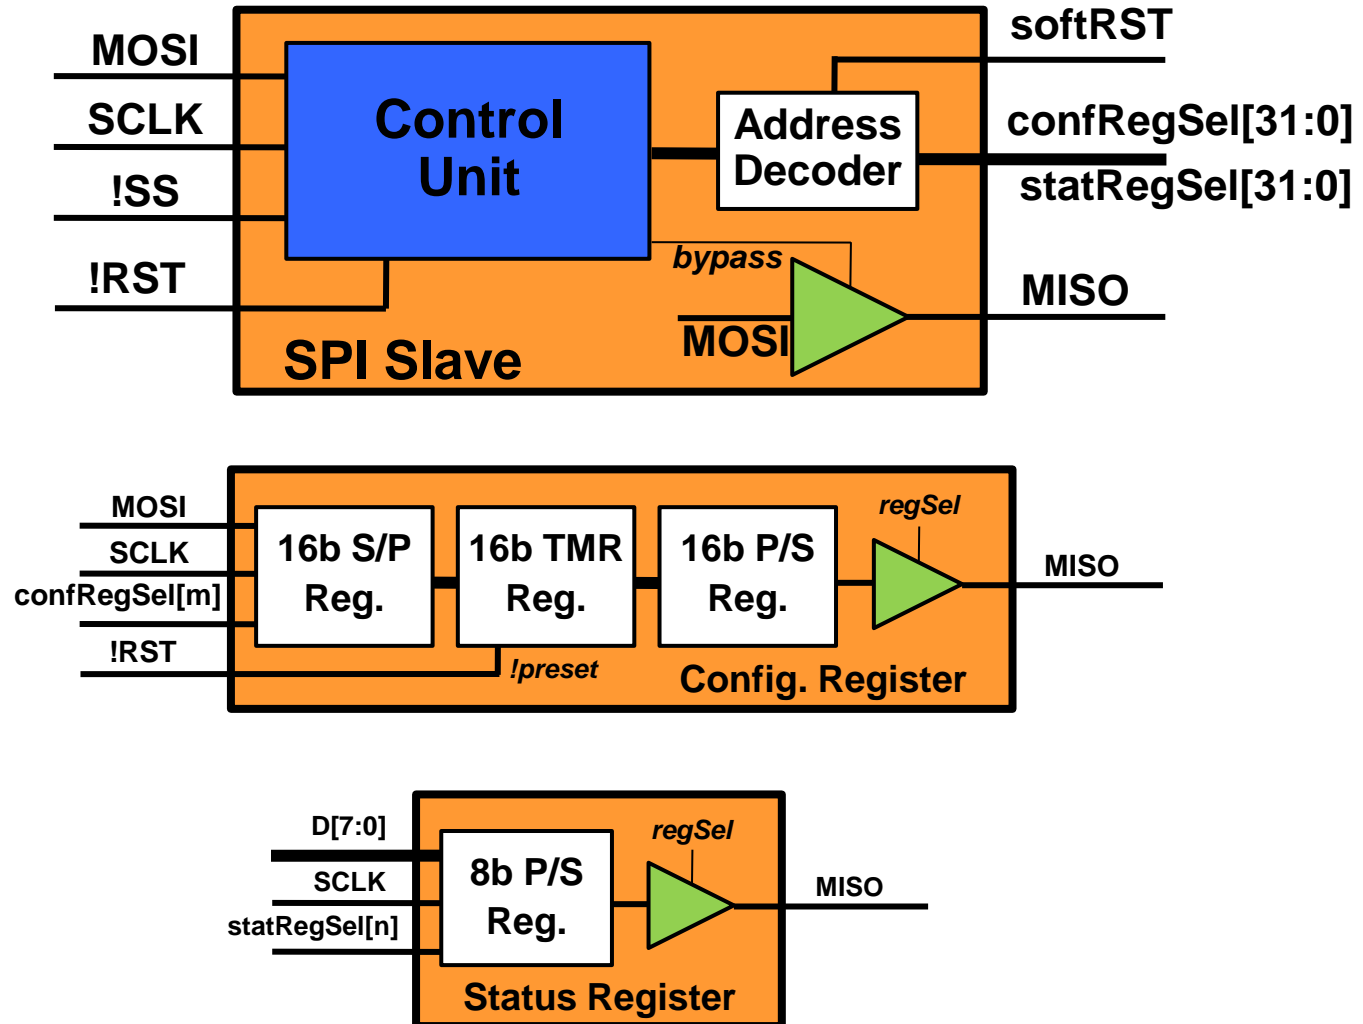 softRST
MOSI
SCLK
!SS
!RST
Control
Unit
Address
Decoder
confRegSel[31:0]
statRegSel[31:0]
bypass
MOSI
MISO
SPI Slave
MOSI
SCLK
confRegSel[m]
!RST
16b S/P
Reg.
16b TMR
Reg.
16b P/S
Reg.
regSel
MISO
!preset
Config. Register
D[7:0]
SCLK
statRegSel[n]
8b P/S
Reg.
regSel
MISO
Status Register